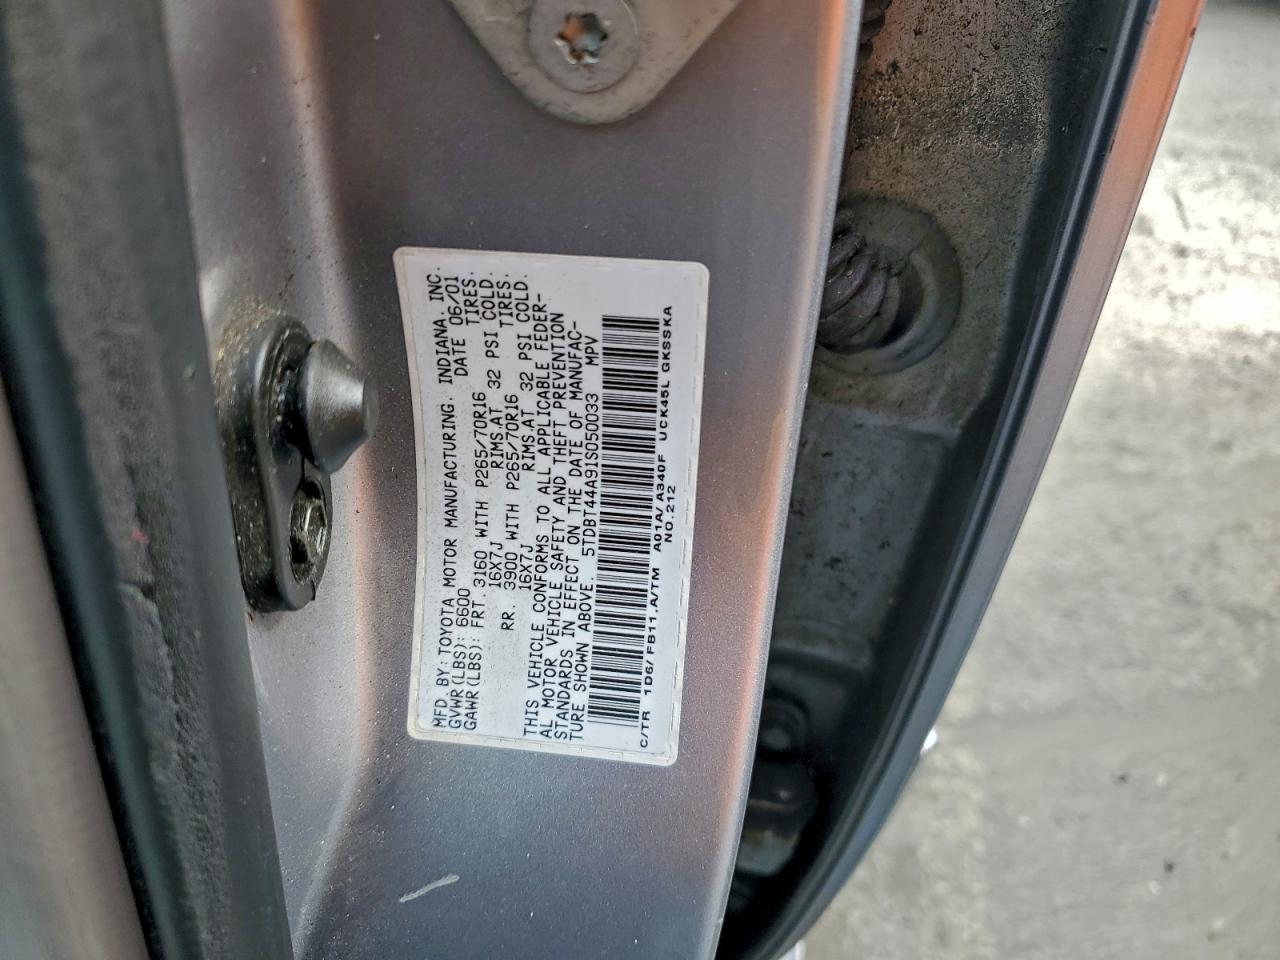 MFD. BY: TOYOTA MOTOR MANUFACTURING. INDIANA. INC.
GVWR(LBS): 6600 DATE 06/01
GAWR(LBS): FRT. 3160 WITH P265/70R16 TIRES.
16X7J RIMS.AT 32 PSI COLD.
RR. 3900 WITH P265/70R16 TIRES.
16X7J RIMS.AT 32 PSI COLD.
THIS VEHICLE CONFORMS TO ALL APPLICABLE FEDER-
AL MOTOR VEHICLE SAFETY AND THEFT PREVENTION
STANDARDS IN EFFECT ON THE DATE OF MANUFAC-
TURE SHOWN ABOVE. 5TDBT44A91S050033 MPV
C/TR 1D6/ FB11.A/TM A01A/A340F UCK45L GKSSKA
NO.212